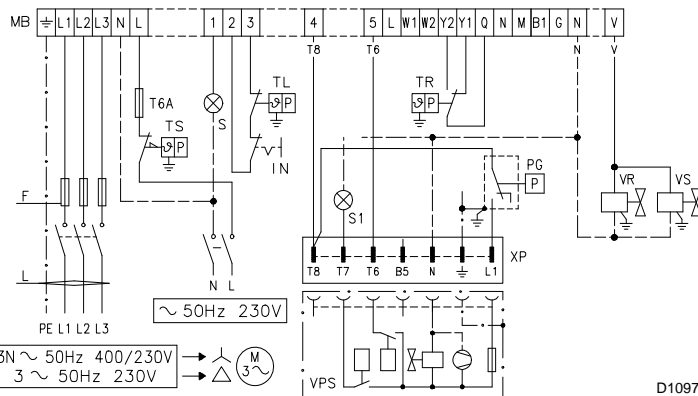 MB ⏚ L1 L2 L3 N L 1 2 3 4 5 L W1 W2 Y2 Y1 Q N M B1 G N V
T8 T6 N V
T6A
TS
ϑ P
S
TL
ϑ P
IN
TR
ϑ P
PG
P
VR VS
F
S1
L
N L
T8 T7 T6 B5 N ⏚ L1
XP
PE L1 L2 L3
∼ 50Hz 230V
3N ∼ 50Hz 400/230V
3 ∼ 50Hz 230V
M
3∼
VPS
D1097